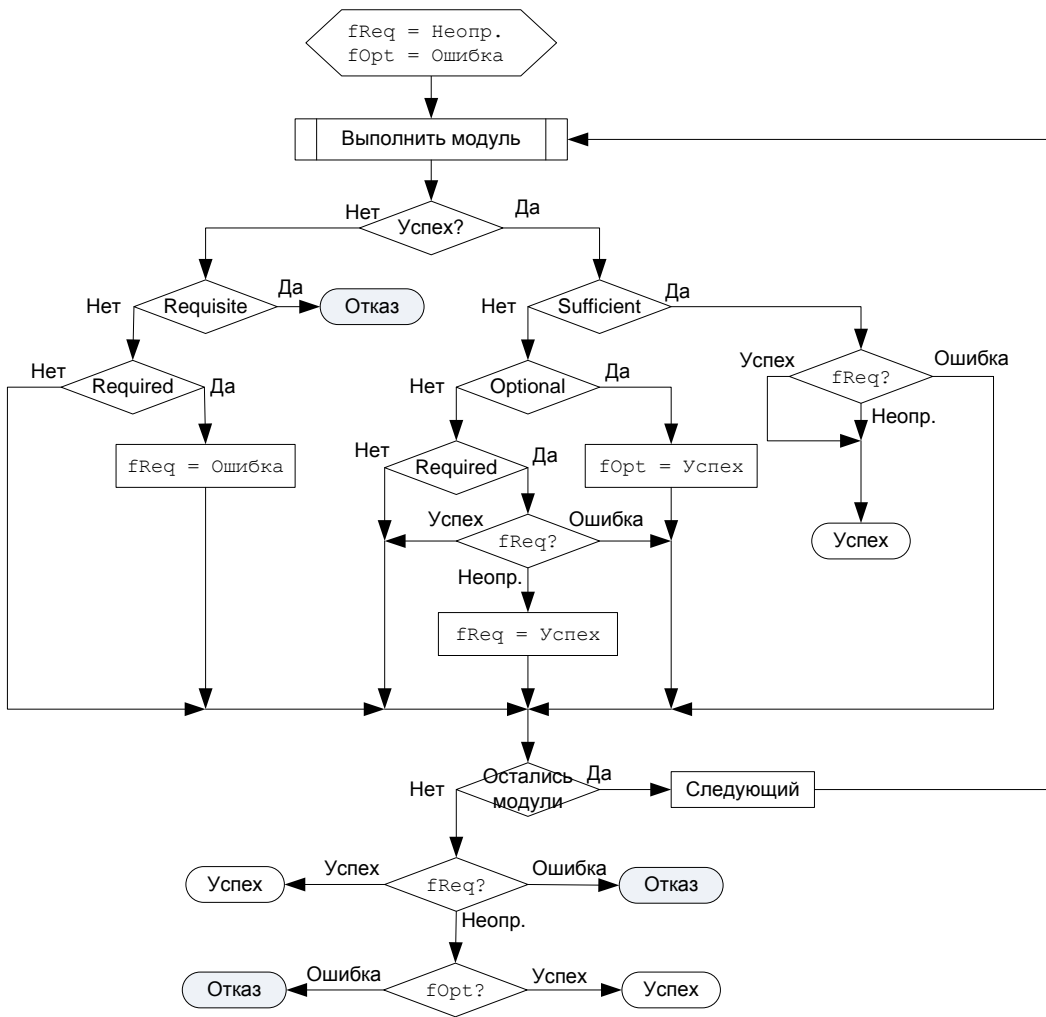 fReq = Неопр.
fOpt = Ошибка
Выполнить модуль
Нет
Успех?
Да
Нет
Requisite
Да
Отказ
Нет
Sufficient
Да
Нет
Required
Да
Нет
Optional
Да
Успех
fReq?
Ошибка
Неопр.
fReq = Ошибка
Нет
Required
Да
fOpt = Успех
Успех
fReq?
Ошибка
Неопр.
Успех
fReq = Успех
Нет
Остались
модули
Да
Следующий
Успех
Успех
fReq?
Ошибка
Отказ
Неопр.
Отказ
Ошибка
fOpt?
Успех
Успех